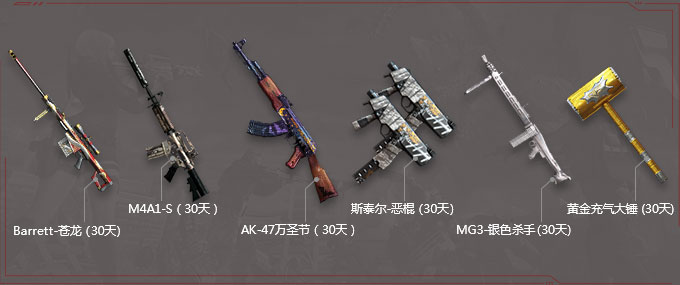 Barrett-苍龙 (30天)
M4A1-S（30天）
AK-47万圣节（30天）
斯泰尔-恶棍 (30天)
MG3-银色杀手(30天)
黄金充气大锤 (30天)